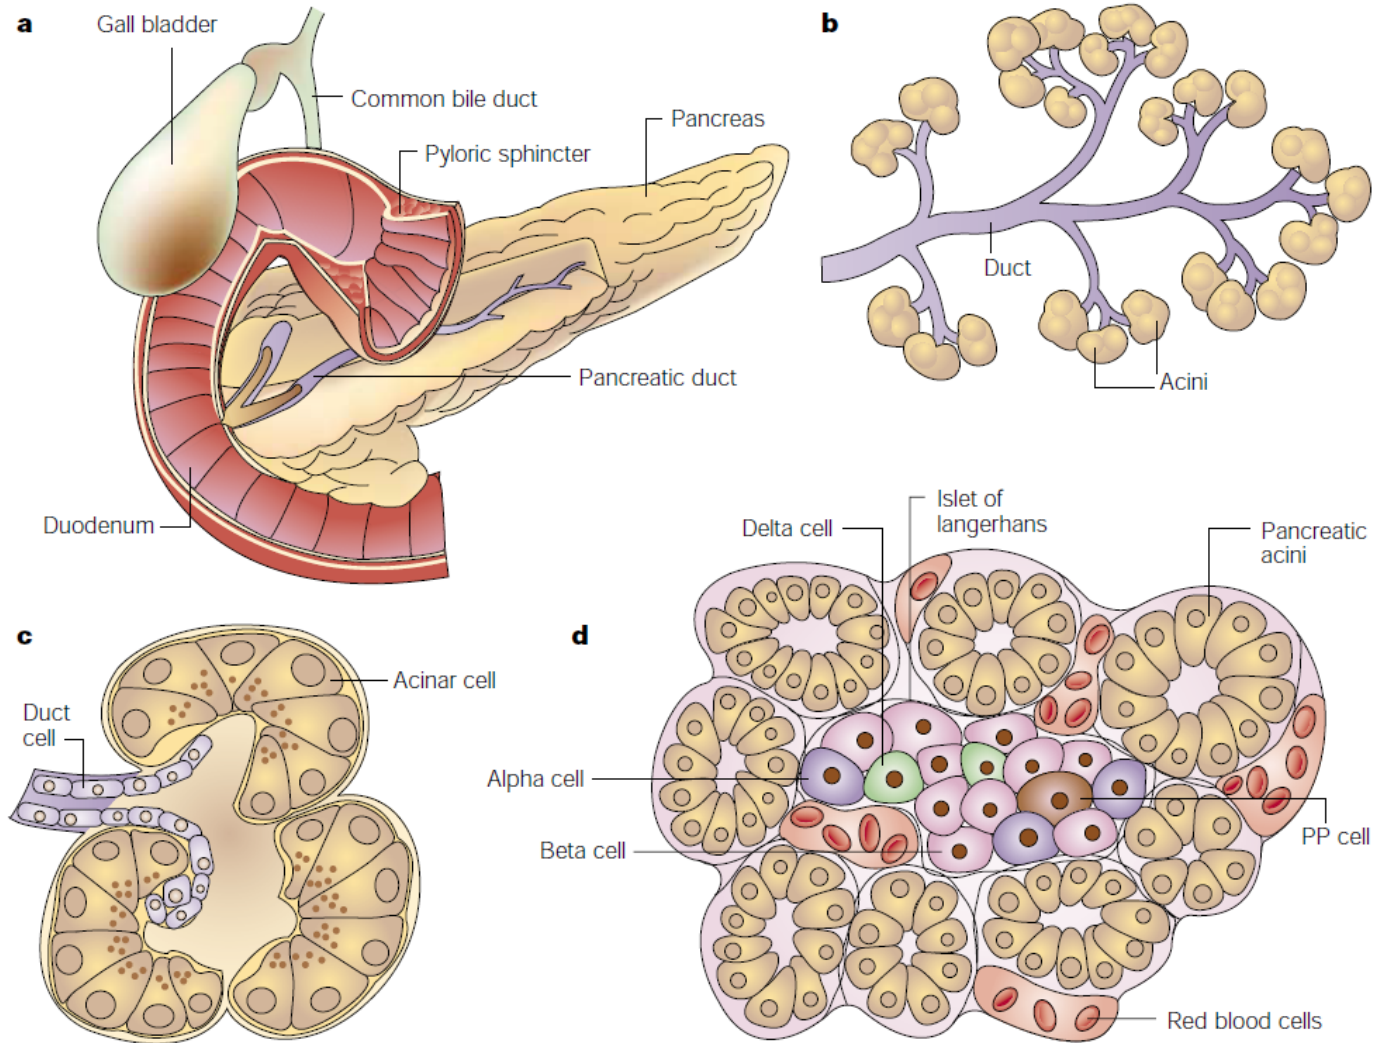 a
Gall bladder
Common bile duct
Pyloric sphincter
Pancreas
Pancreatic duct
Duodenum
b
Duct
Acini
c
Acinar cell
Duct
cell
d
Delta cell
Islet of
langerhans
Pancreatic
acini
Alpha cell
Beta cell
PP cell
Red blood cells